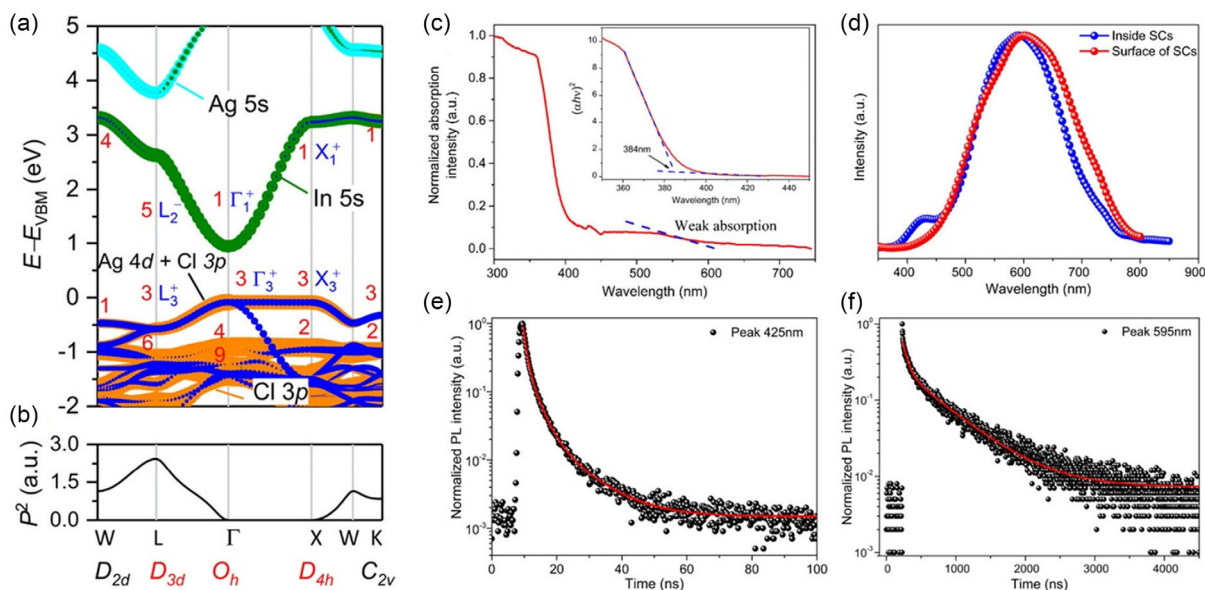 (a)
5
4
3
2
1
0
-1
-2
E–E_VBM (eV)
Ag 5s
4
1 X₁⁺
1
5 L₂⁻
1 Γ₁⁺
In 5s
Ag 4d + Cl 3p
1
3 L₃⁺
3 Γ₃⁺
3 X₃⁺
3
6
4
9
2
2
Cl 3p
(b)
3.0
1.5
0.0
P² (a.u.)
W L Γ X W K
D₂d D₃d Oₕ D₄ₕ C₂ᵥ
(c)
1.0
0.8
0.6
0.4
0.2
0.0
Normalized absorption
intensity (a.u.)
10
8
6
4
2
0
(αhν)²
384nm
360 380 400 420 440
Wavelength (nm)
Weak absorption
300 400 500 600 700
Wavelength (nm)
(d)
Inside SCs
Surface of SCs
Intensity (a.u.)
400 500 600 700 800 900
Wavelength (nm)
(e)
10⁰
10⁻¹
10⁻²
10⁻³
Normalized PL intensity (a.u.)
Peak 425nm
0 20 40 60 80 100
Time (ns)
(f)
10⁰
10⁻¹
10⁻²
10⁻³
Normalized PL intensity (a.u.)
Peak 595nm
0 1000 2000 3000 4000
Time (ns)